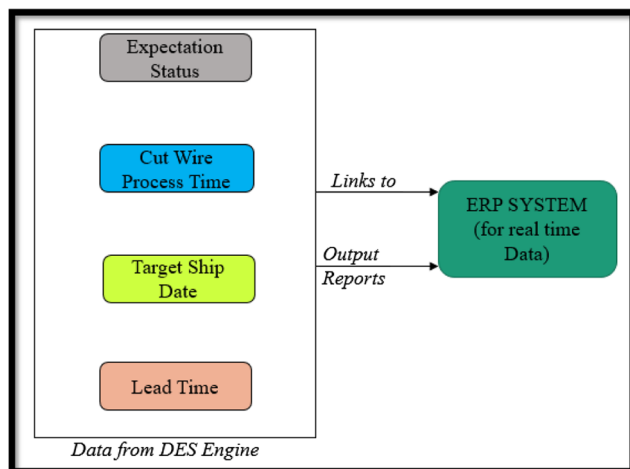 Expectation
Status
Cut Wire
Process Time
Target Ship
Date
Lead Time
Data from DES Engine
Links to
Output
Reports
ERP SYSTEM
(for real time
Data)